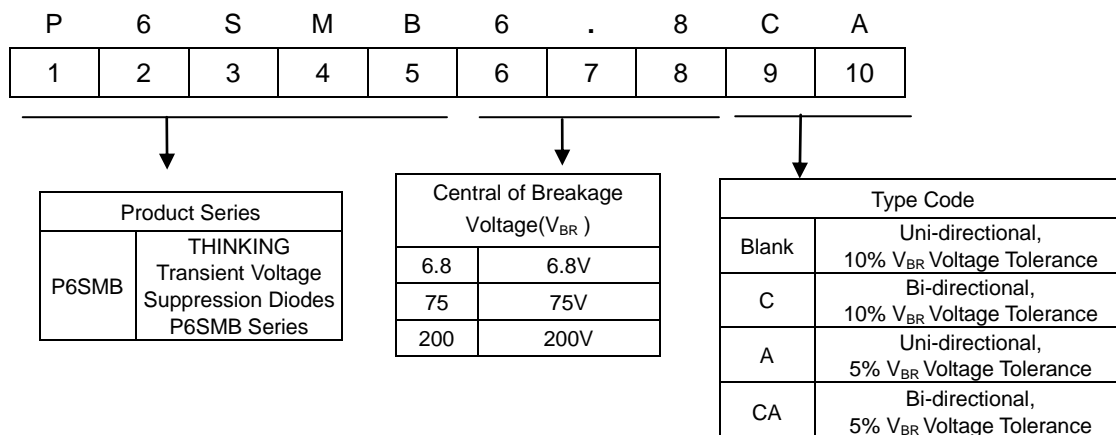 P 6 S M B 6 . 8 C A
1 2 3 4 5 6 7 8 9 10
Product Series
P6SMB
THINKING
Transient Voltage
Suppression Diodes
P6SMB Series
Central of Breakage
Voltage(VBR )
6.8 6.8V
75 75V
200 200V
Type Code
Blank
Uni-directional,
10% VBR Voltage Tolerance
C
Bi-directional,
10% VBR Voltage Tolerance
A
Uni-directional,
5% VBR Voltage Tolerance
CA
Bi-directional,
5% VBR Voltage Tolerance